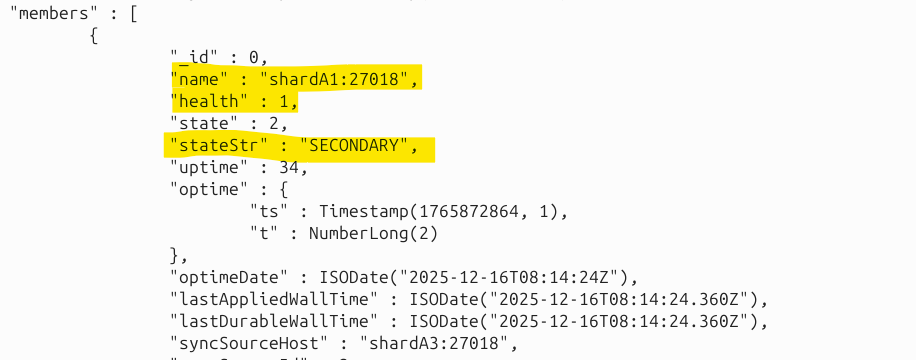 "members" : [
{
"_id" : 0,
"name" : "shardA1:27018",
"health" : 1,
"state" : 2,
"stateStr" : "SECONDARY",
"uptime" : 34,
"optime" : {
"ts" : Timestamp(1765872864, 1),
"t" : NumberLong(2)
},
"optimeDate" : ISODate("2025-12-16T08:14:24Z"),
"lastAppliedWallTime" : ISODate("2025-12-16T08:14:24.360Z"),
"lastDurableWallTime" : ISODate("2025-12-16T08:14:24.360Z"),
"syncSourceHost" : "shardA3:27018",